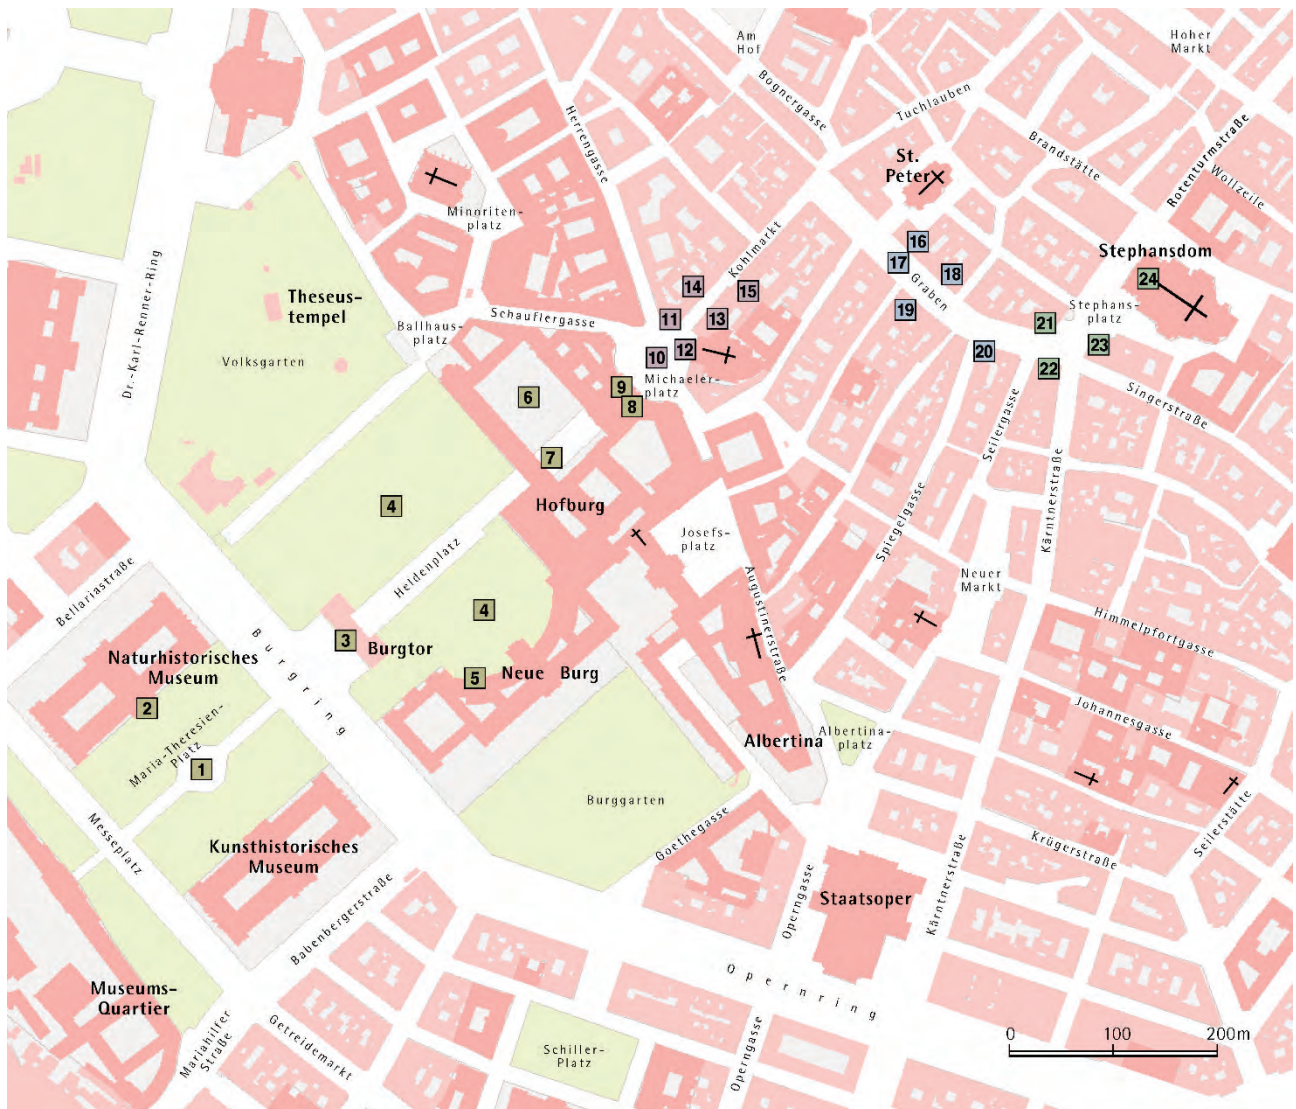 Am
Hof
Hoher
Markt
Bognergasse
Tuchlauben
Herrengasse
Brandstätte
Rotenturmstraße
Wollzeile
St.
Peter
Minoriten-
platz
Kohlmarkt
Stephansdom
16
17
18
24
Dr.-Karl-Renner-Ring
Theseus-
tempel
14
15
Graben
19
Stephans-
platz
Schauflergasse
11
13
21
Ballhaus-
platz
Volksgarten
10
12
20
23
22
Michaeler-
platz
9
6
8
Singerstraße
Seilergasse
7
4
Hofburg
Kärntnerstraße
Spiegelgasse
Josefs-
platz
Heldenplatz
Neuer
Markt
Bellariastraße
Augustinerstraße
4
Himmelpfortgasse
3
Burgtor
Burgring
Naturhistorisches
Museum
5
Neue Burg
2
Johannesgasse
Maria-Theresien-
Platz
Albertina
Albertina-
platz
1
Burggarten
Messeplatz
Goethegasse
Seilerstätte
Kunsthistorisches
Museum
Krügerstraße
Staatsoper
Operngasse
Kärntnerstraße
Babenbergerstraße
Museums-
Quartier
Opernring
Mariahilfer
Straße
Getreidemarkt
Schiller-
Platz
Operngasse
0 100 200m